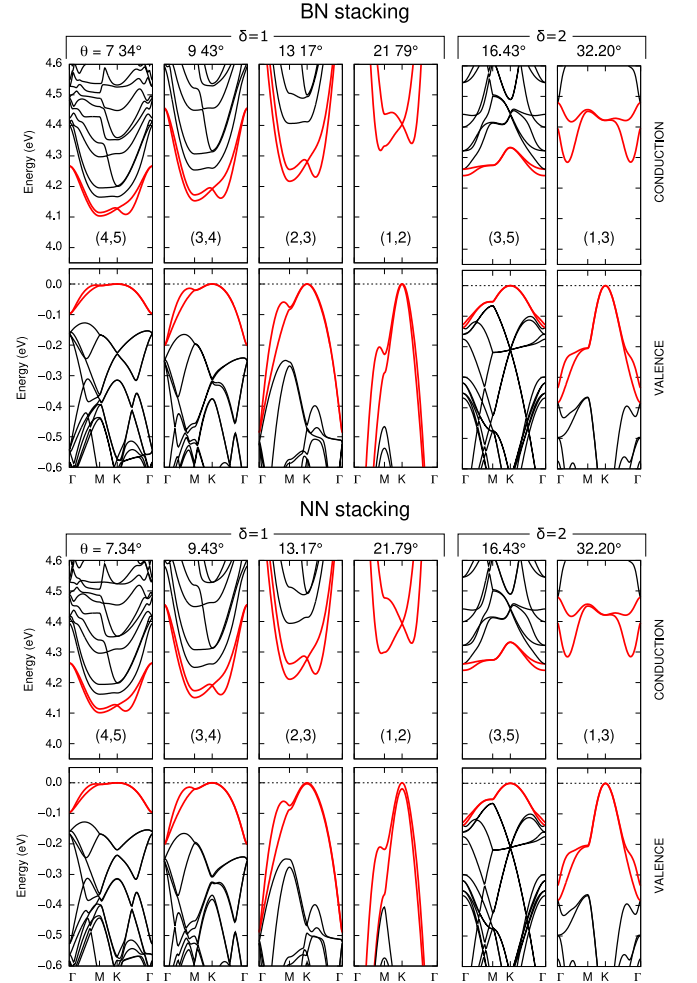 BN stacking
δ=1 δ=2
θ = 7 34° 9 43° 13 17° 21 79° 16.43° 32.20°
4.6
4.5
4.4
4.3
4.2
4.1
4.0
Energy (eV)
CONDUCTION
(4,5) (3,4) (2,3) (1,2) (3,5) (1,3)
0.0
−0.1
−0.2
−0.3
−0.4
−0.5
−0.6
Energy (eV)
VALENCE
Γ M K Γ Γ M K Γ Γ M K Γ Γ M K Γ Γ M K Γ Γ M K Γ
NN stacking
δ=1 δ=2
θ = 7.34° 9.43° 13.17° 21.79° 16.43° 32.20°
4.6
4.5
4.4
4.3
4.2
4.1
4.0
Energy (eV)
CONDUCTION
(4,5) (3,4) (2,3) (1,2) (3,5) (1,3)
0.0
−0.1
−0.2
−0.3
−0.4
−0.5
−0.6
Energy (eV)
VALENCE
Γ M K Γ Γ M K Γ Γ M K Γ Γ M K Γ Γ M K Γ Γ M K Γ